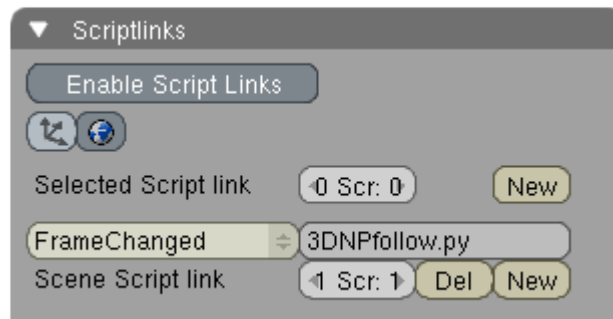 Scriptlinks
Enable Script Links
Selected Script link 0 Scr: 0 New
FrameChanged 3DNPfollow.py
Scene Script link 1 Scr: 1 Del New